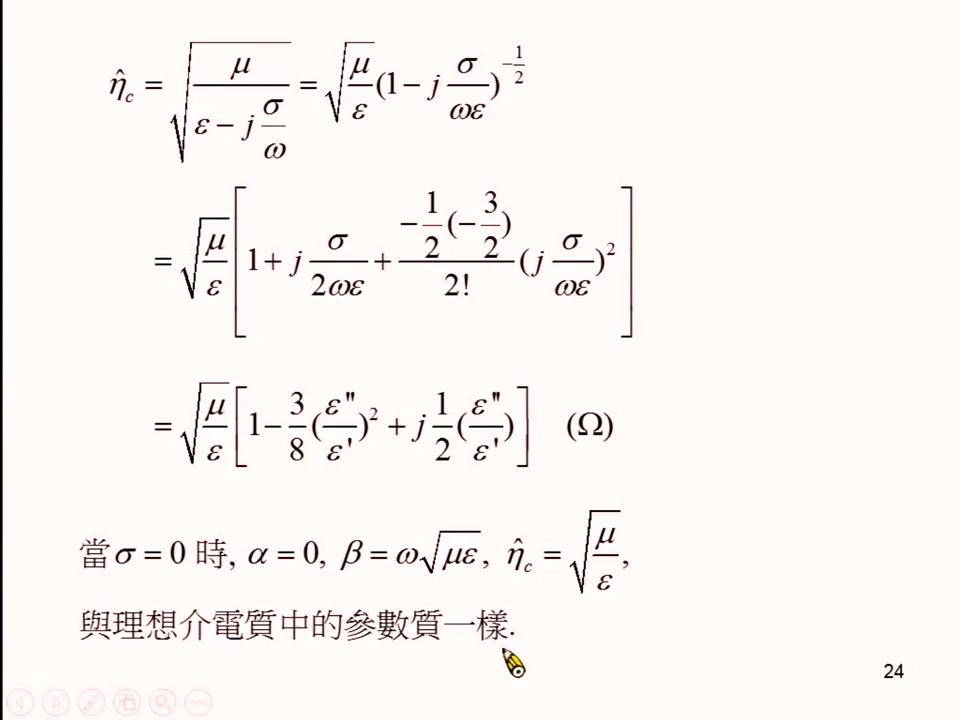 η̂_c = √(μ/(ε − j σ/ω)) = √(μ/ε) (1 − j σ/ωε)^(−1/2)
= √(μ/ε) [1 + j σ/2ωε + (−1/2(−3/2))/2! (j σ/ωε)²]
= √(μ/ε) [1 − 3/8 (ε''/ε')² + j 1/2 (ε''/ε')] (Ω)
當 σ = 0 時, α = 0, β = ω√(με), η̂_c = √(μ/ε),
與理想介電質中的參數質一樣.
24